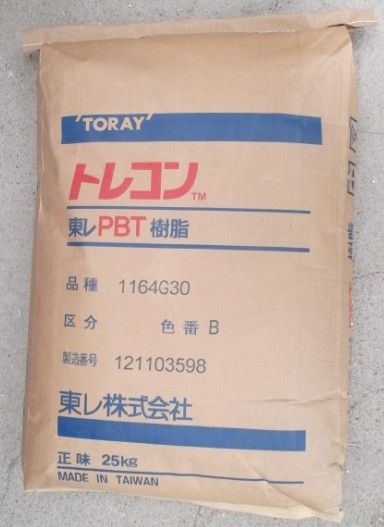 'TORAY'
トレコン™
東レPBT樹脂
品種 1164G30
区分 色番 B
製造番号 121103598
東レ株式会社
正味 25kg
MADE IN TAIWAN